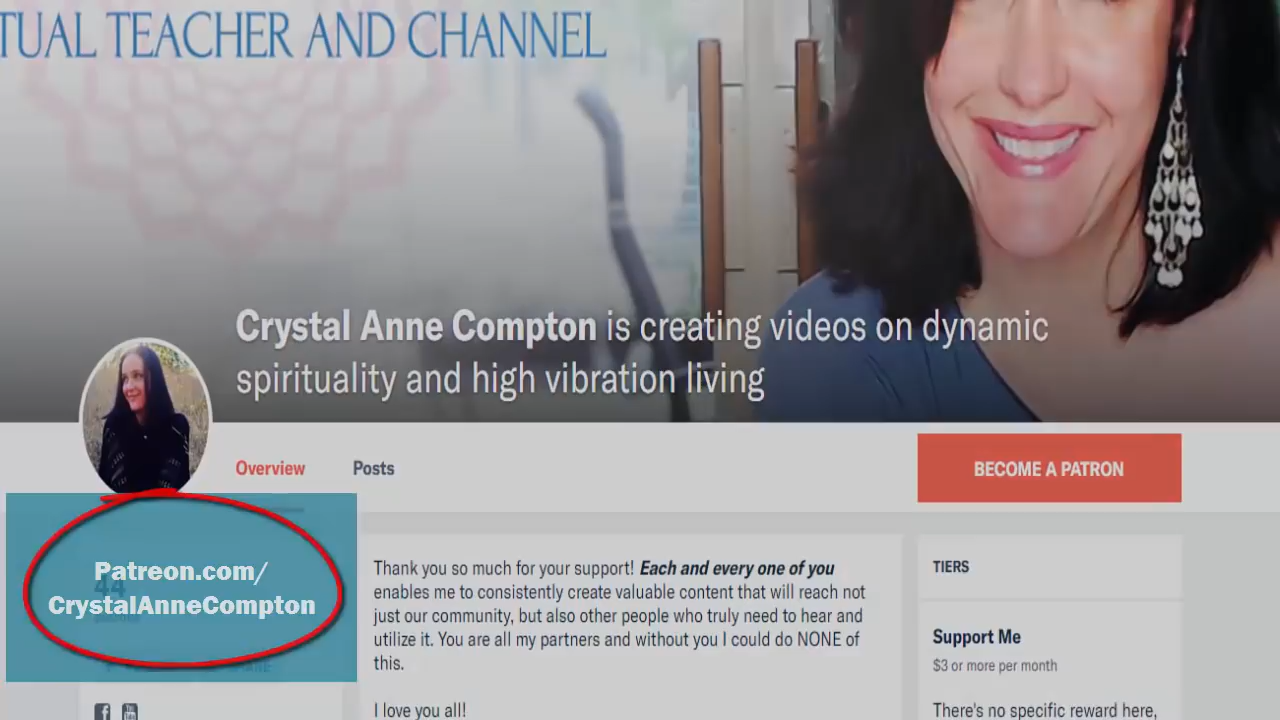 TUAL TEACHER AND CHANNEL
Crystal Anne Compton is creating videos on dynamic
spirituality and high vibration living
Overview
Posts
BECOME A PATRON
44
Patreon.com/
CrystalAnneCompton
Thank you so much for your support! Each and every one of you
enables me to consistently create valuable content that will reach not
just our community, but also other people who truly need to hear and
utilize it. You are all my partners and without you I could do NONE of
this.
I love you all!
TIERS
Support Me
$3 or more per month
There's no specific reward here,